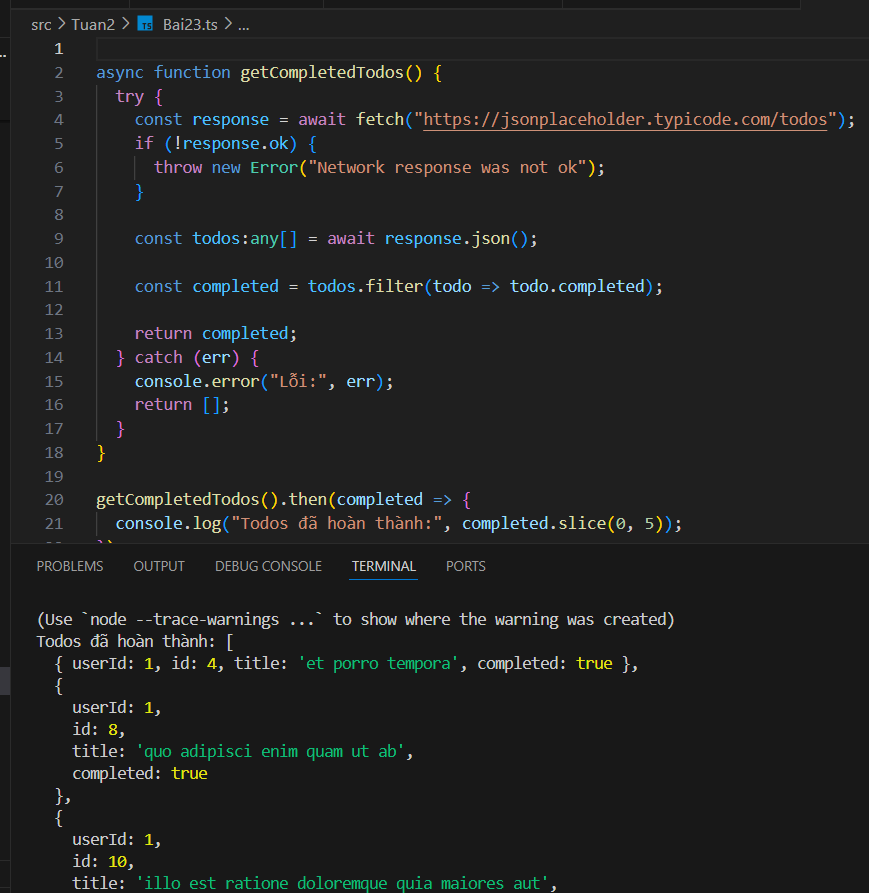 src > Tuan2 > TS Bai23.ts > ...
1
2 async function getCompletedTodos() {
3 try {
4 const response = await fetch("https://jsonplaceholder.typicode.com/todos");
5 if (!response.ok) {
6 throw new Error("Network response was not ok");
7 }
8
9 const todos:any[] = await response.json();
10
11 const completed = todos.filter(todo => todo.completed);
12
13 return completed;
14 } catch (err) {
15 console.error("Lỗi:", err);
16 return [];
17 }
18 }
19
20 getCompletedTodos().then(completed => {
21 console.log("Todos đã hoàn thành:", completed.slice(0, 5));
PROBLEMS OUTPUT DEBUG CONSOLE TERMINAL PORTS
(Use `node --trace-warnings ...` to show where the warning was created)
Todos đã hoàn thành: [
{ userId: 1, id: 4, title: 'et porro tempora', completed: true },
{
userId: 1,
id: 8,
title: 'quo adipisci enim quam ut ab',
completed: true
},
{
userId: 1,
id: 10,
title: 'illo est ratione doloremque quia maiores aut',